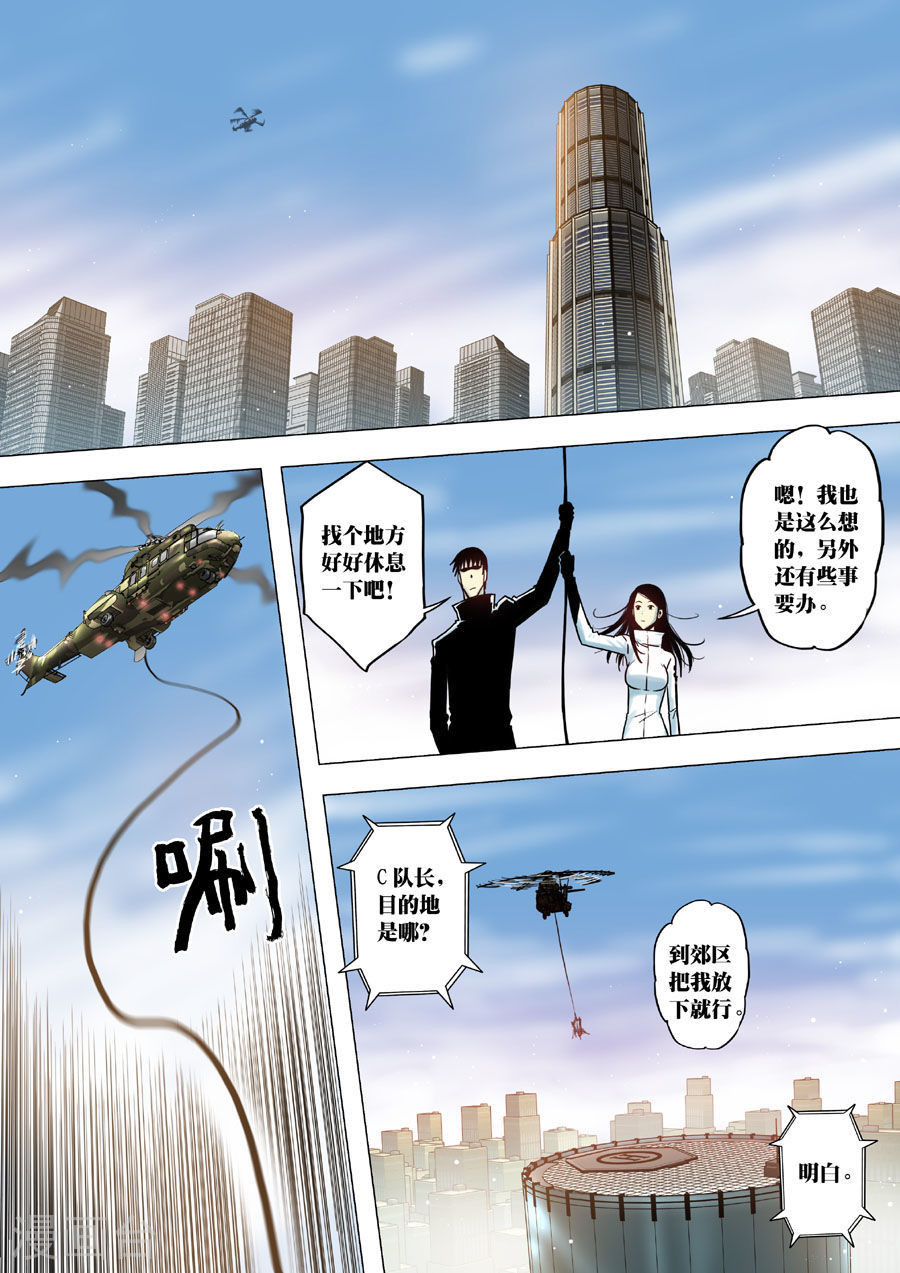 找个地方
好好休息
一下吧！
嗯！我也
是这么想
的，另外
还有些事
要办。
唰
C队长，
目的地
是哪？
到郊区
把我放
下就行。
明白。
漫画台